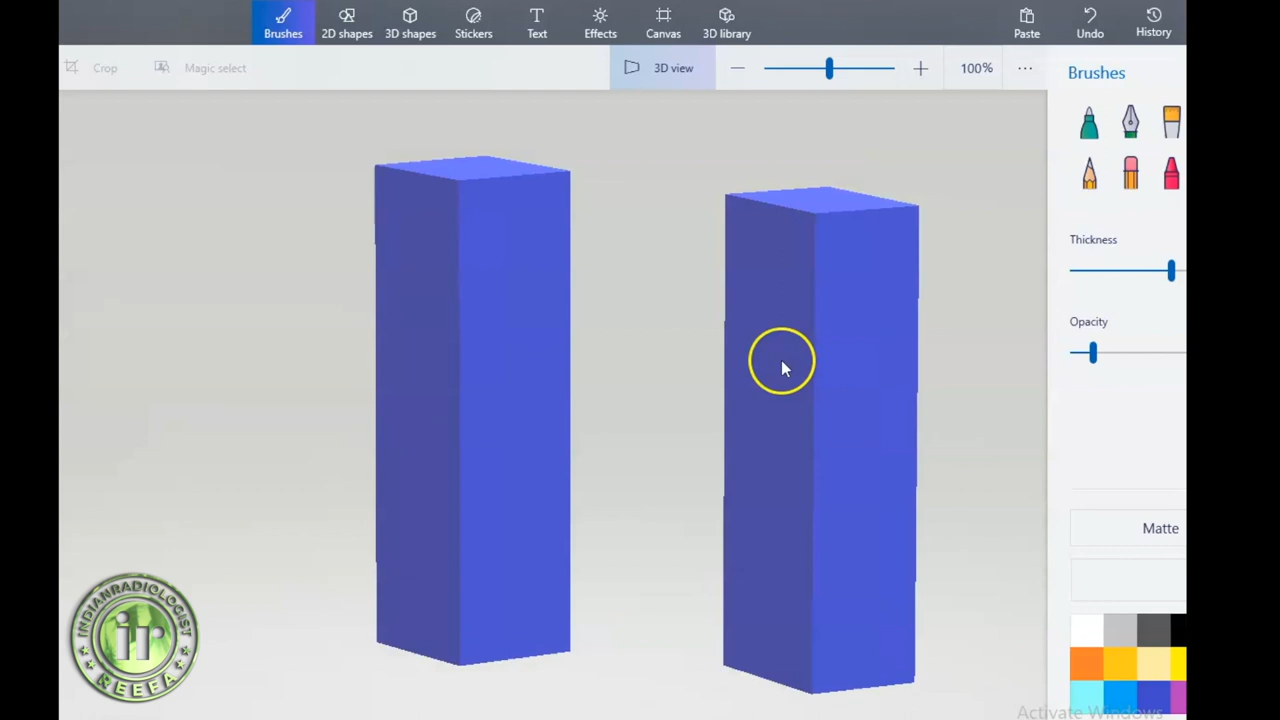 Brushes
2D shapes
3D shapes
Stickers
Text
Effects
Canvas
3D library
Paste
Undo
History
Crop
Magic select
3D view
100%
Brushes
Thickness
Opacity
Matte
INDIANRADIOLOGIST
ir
REEFA
Activate Windows